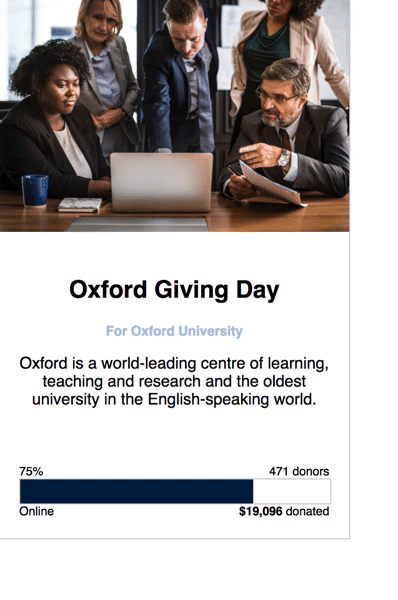 Oxford Giving Day
For Oxford University
Oxford is a world-leading centre of learning,
teaching and research and the oldest
university in the English-speaking world.
75% 471 donors
Online $19,096 donated